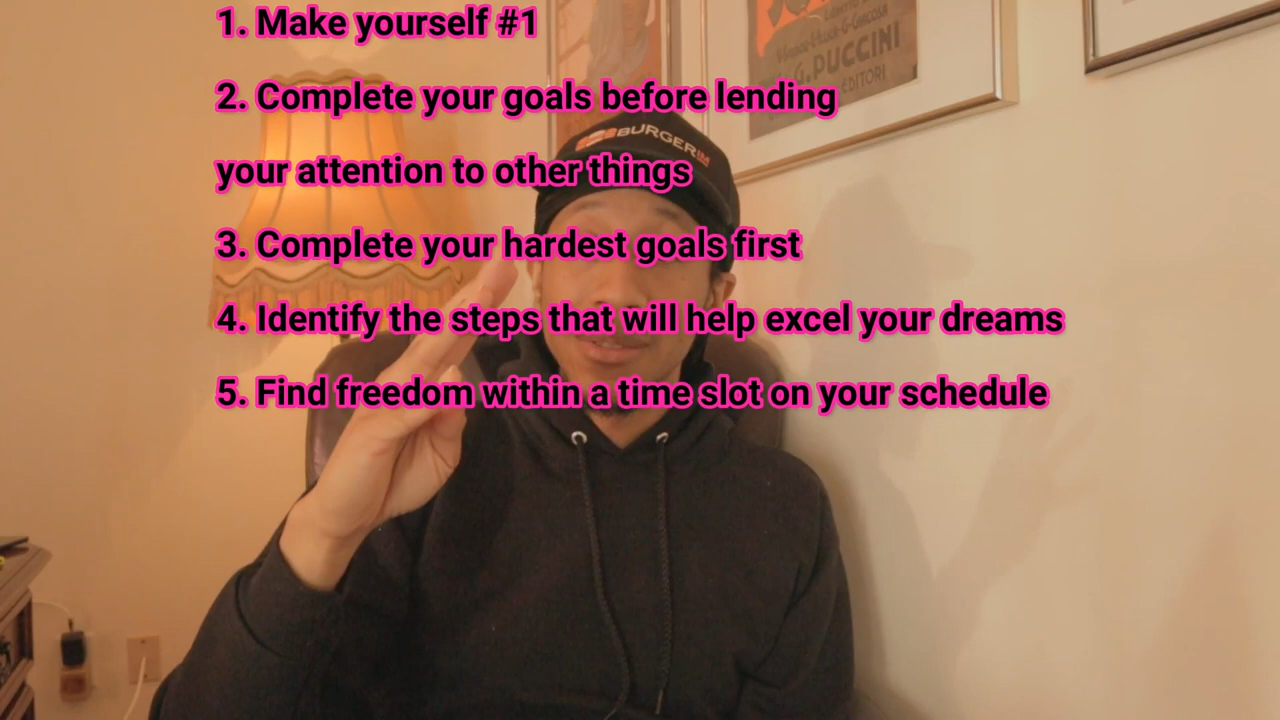 G.PUCCINI
EDITORI
BURGERIM
1. Make yourself #1
2. Complete your goals before lending
your attention to other things
3. Complete your hardest goals first
4. Identify the steps that will help excel your dreams
5. Find freedom within a time slot on your schedule